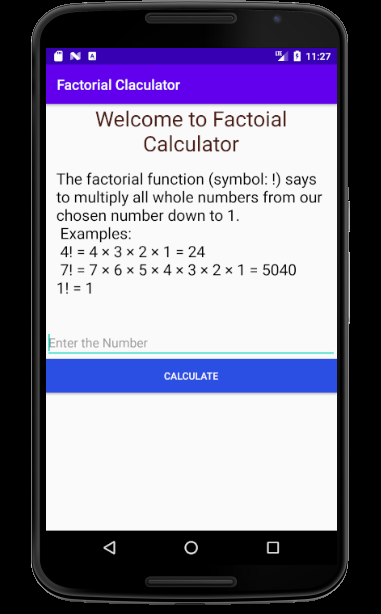 11:27
Factorial Claculator
Welcome to Factoial
Calculator
The factorial function (symbol: !) says
to multiply all whole numbers from our
chosen number down to 1.
Examples:
4! = 4 × 3 × 2 × 1 = 24
7! = 7 × 6 × 5 × 4 × 3 × 2 × 1 = 5040
1! = 1
Enter the Number
CALCULATE